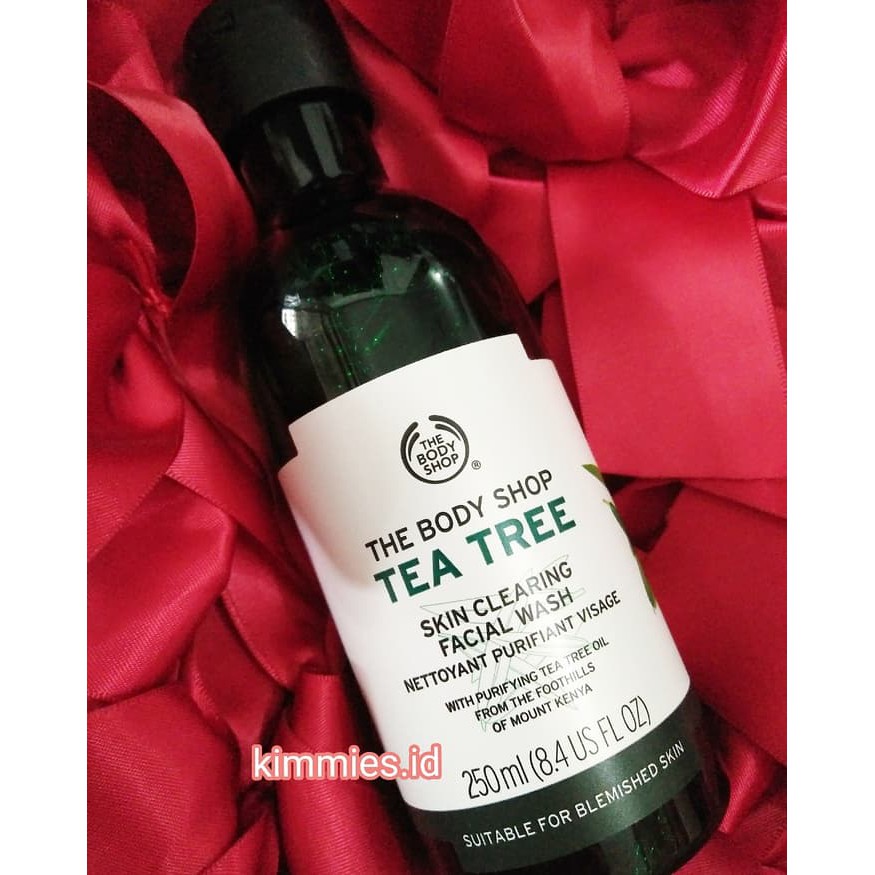 THE
BODY
SHOP
®
THE BODY SHOP
TEA TREE
SKIN CLEARING
FACIAL WASH
NETTOYANT PURIFIANT VISAGE
WITH PURIFYING TEA TREE OIL
FROM THE FOOTHILLS
OF MOUNT KENYA
250ml (8.4 US FL OZ)
SUITABLE FOR BLEMISHED SKIN
kimmies.id